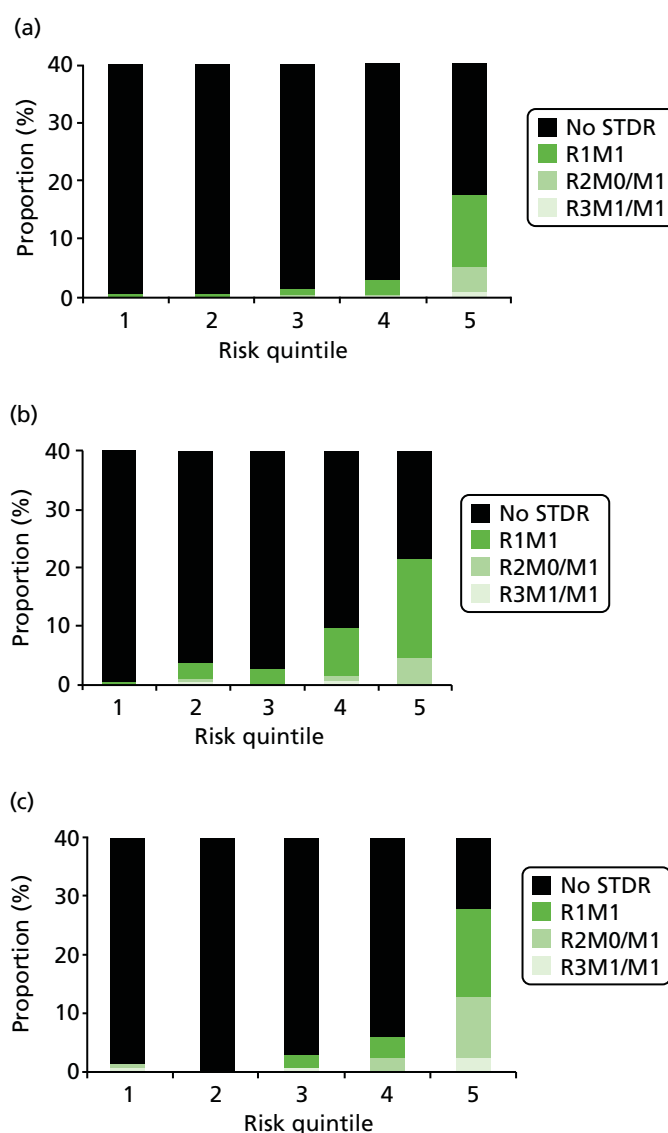 (a)
40
30
20
10
0
Proportion (%)
1 2 3 4 5
Risk quintile
No STDR
R1M1
R2M0/M1
R3M1/M1
(b)
40
30
20
10
0
Proportion (%)
1 2 3 4 5
Risk quintile
No STDR
R1M1
R2M0/M1
R3M1/M1
(c)
40
30
20
10
0
Proportion (%)
1 2 3 4 5
Risk quintile
No STDR
R1M1
R2M0/M1
R3M1/M1